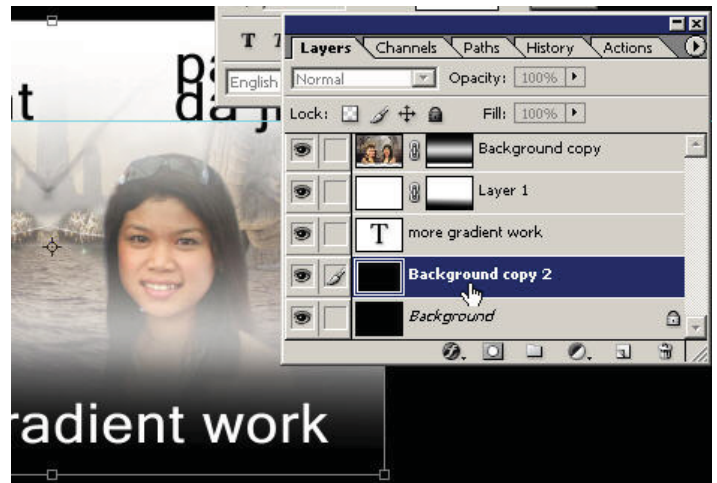 T
English
Layers Channels Paths History Actions
Normal Opacity: 100%
Lock: Fill: 100%
Background copy
Layer 1
T more gradient work
Background copy 2
Background
radient work